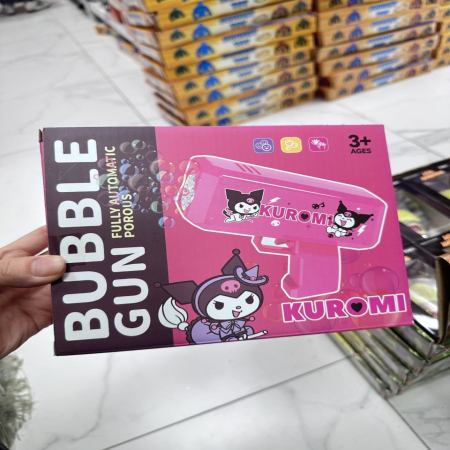 BUBBLE
GUN
FULLY AUTOMATIC
POROUS
3+
AGES
KUROMi
KUROMI